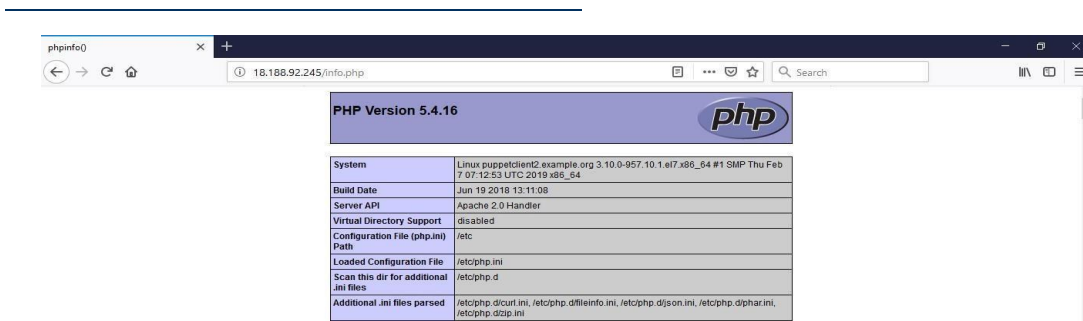 phpinfo()
18.188.92.245/info.php
Search
PHP Version 5.4.16
php
System
Linux puppetclient2.example.org 3.10.0-957.10.1.el7.x86_64 #1 SMP Thu Feb
7 07:12:53 UTC 2019 x86_64
Build Date
Jun 19 2018 13:11:08
Server API
Apache 2.0 Handler
Virtual Directory Support
disabled
Configuration File (php.ini)
Path
/etc
Loaded Configuration File
/etc/php.ini
Scan this dir for additional
.ini files
/etc/php.d
Additional .ini files parsed
/etc/php.d/curl.ini, /etc/php.d/fileinfo.ini, /etc/php.d/json.ini, /etc/php.d/phar.ini,
/etc/php.d/zip.ini